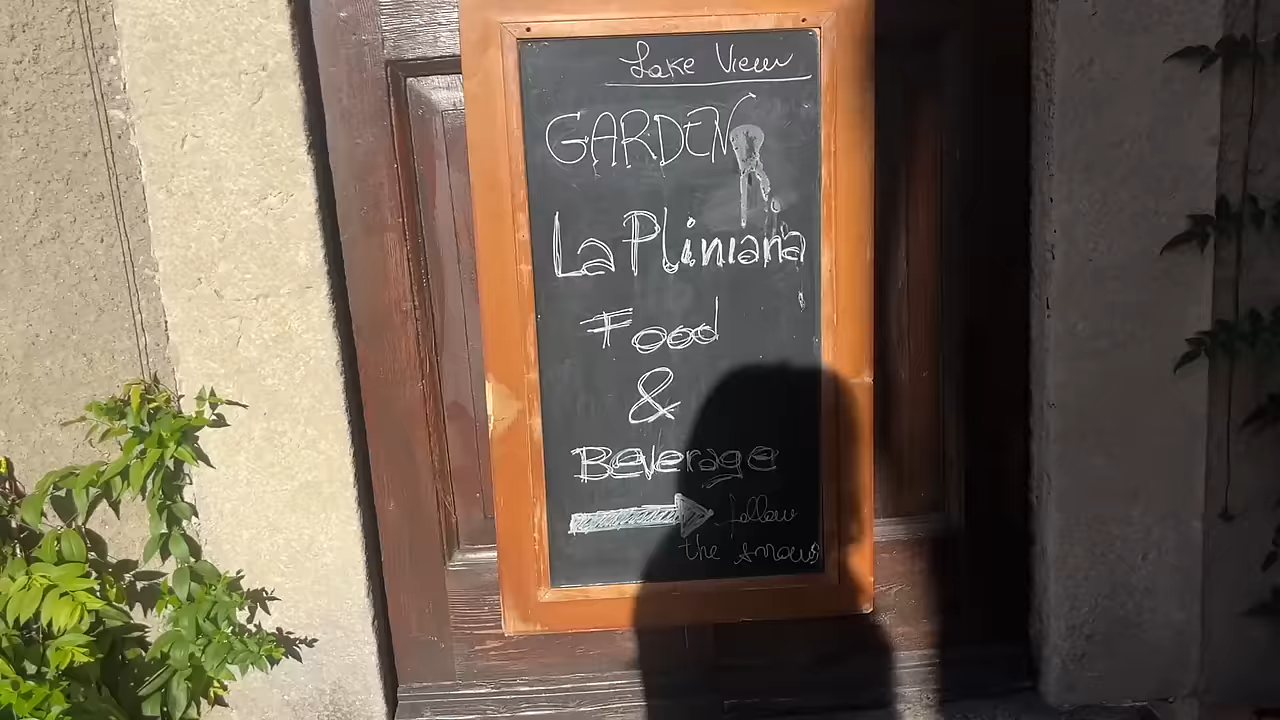 Lake View
GARDEN
La Pliniana
Food
&
Beverage
follow
the arrows